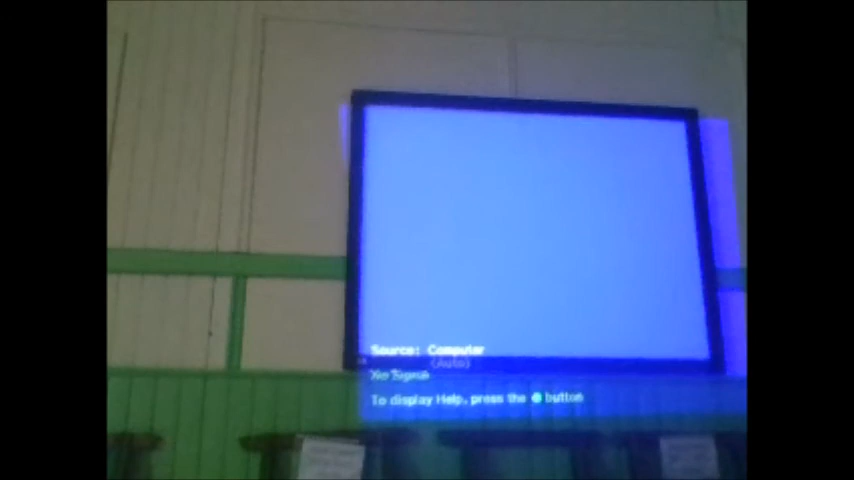 Source: Computer
(Auto)
No Signal
To display Help, press the button